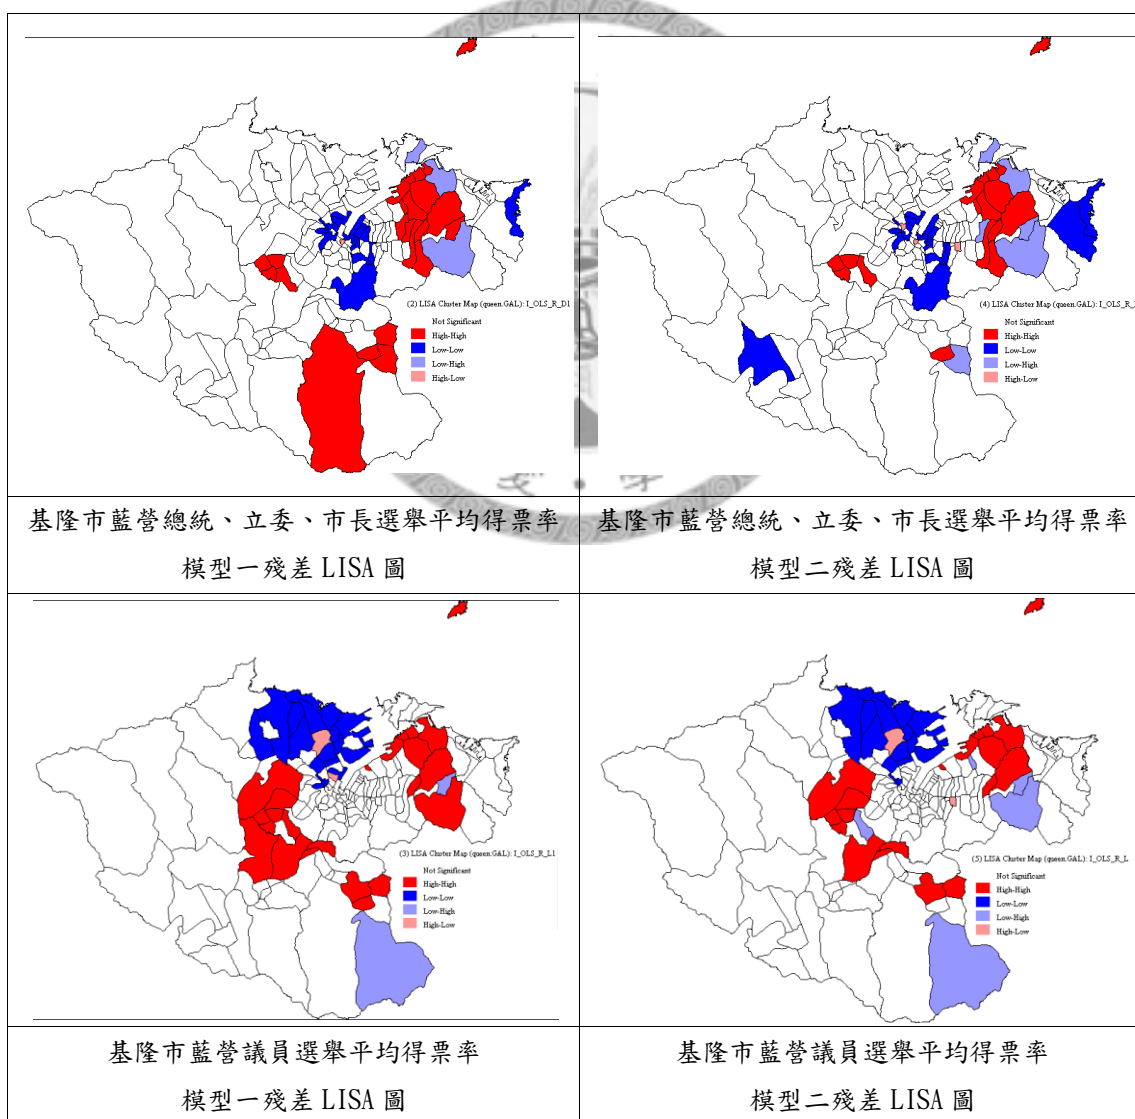 (2) LISA Cluster Map (queen.GAL): I_OLS_R_D1
Not Significant
High-High
Low-Low
Low-High
High-Low
(4) LISA Cluster Map (queen.GAL): I_OLS_R_
Not Significant
High-High
Low-Low
Low-High
High-Low
基隆市藍營總統、立委、市長選舉平均得票率
模型一殘差 LISA 圖
基隆市藍營總統、立委、市長選舉平均得票率
模型二殘差 LISA 圖
(3) LISA Cluster Map (queen.GAL): I_OLS_R_L1
Not Significant
High-High
Low-Low
Low-High
High-Low
(5) LISA Cluster Map (queen.GAL): I_OLS_R_L
Not Significant
High-High
Low-Low
Low-High
High-Low
基隆市藍營議員選舉平均得票率
模型一殘差 LISA 圖
基隆市藍營議員選舉平均得票率
模型二殘差 LISA 圖